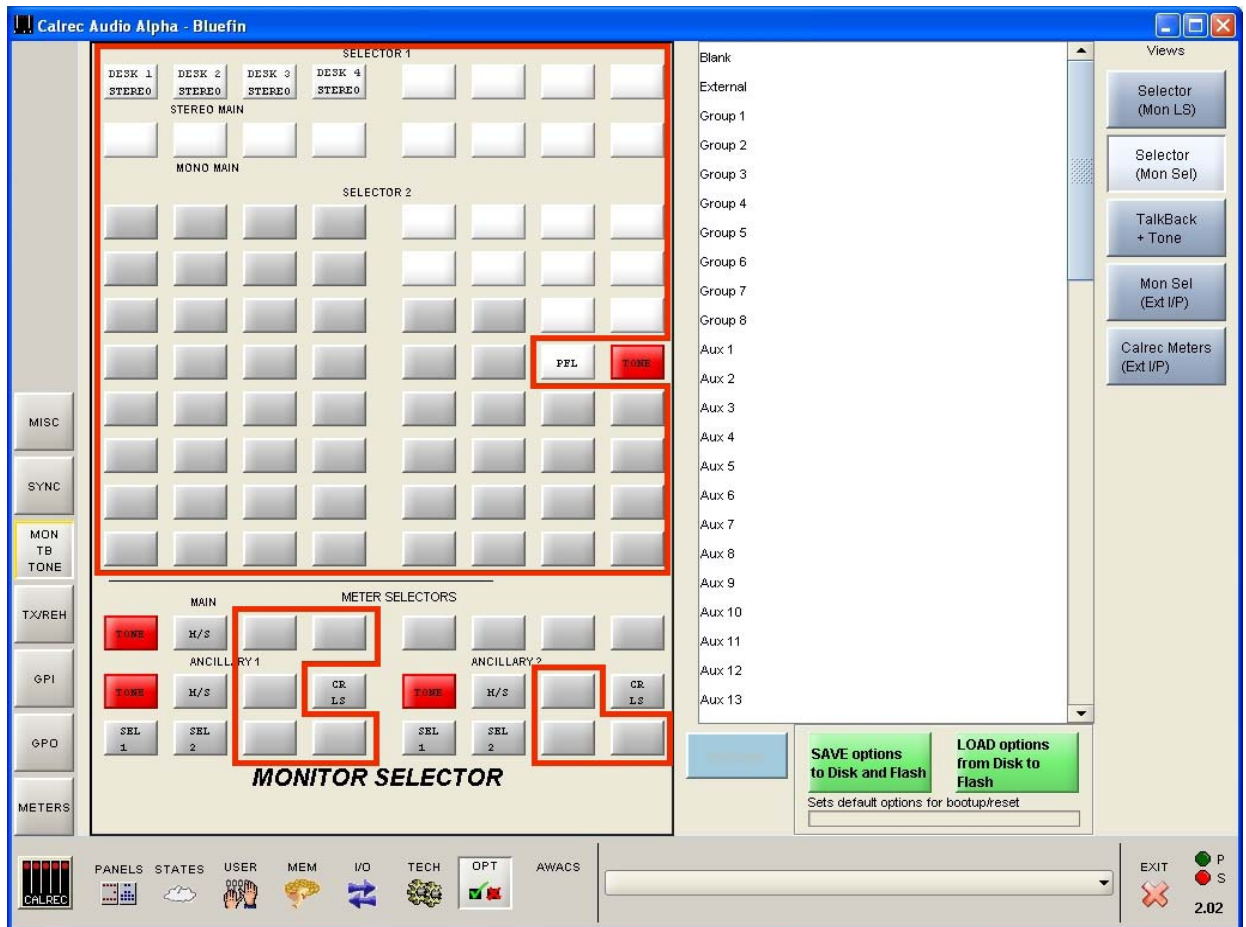 Calrec Audio Alpha - Bluefin
SELECTOR 1
DESK 1 STEREO
DESK 2 STEREO
DESK 3 STEREO
DESK 4 STEREO
STEREO MAIN
MONO MAIN
SELECTOR 2
PFL
TONE
METER SELECTORS
MAIN
TONE
H/S
ANCILLARY 1
ANCILLARY 2
TONE
H/S
CR LS
TONE
H/S
CR LS
SEL 1
SEL 2
SEL 1
SEL 2
MONITOR SELECTOR
MISC
SYNC
MON TB TONE
TX/REH
GPI
GPO
METERS
Blank
External
Group 1
Group 2
Group 3
Group 4
Group 5
Group 6
Group 7
Group 8
Aux 1
Aux 2
Aux 3
Aux 4
Aux 5
Aux 6
Aux 7
Aux 8
Aux 9
Aux 10
Aux 11
Aux 12
Aux 13
SAVE options
to Disk and Flash
LOAD options
from Disk to
Flash
Sets default options for bootup/reset
Views
Selector
(Mon LS)
Selector
(Mon Sel)
TalkBack
+ Tone
Mon Sel
(Ext I/P)
Calrec Meters
(Ext I/P)
CALREC
PANELS
STATES
USER
MEM
I/O
TECH
OPT
AWACS
EXIT
P
S
2.02